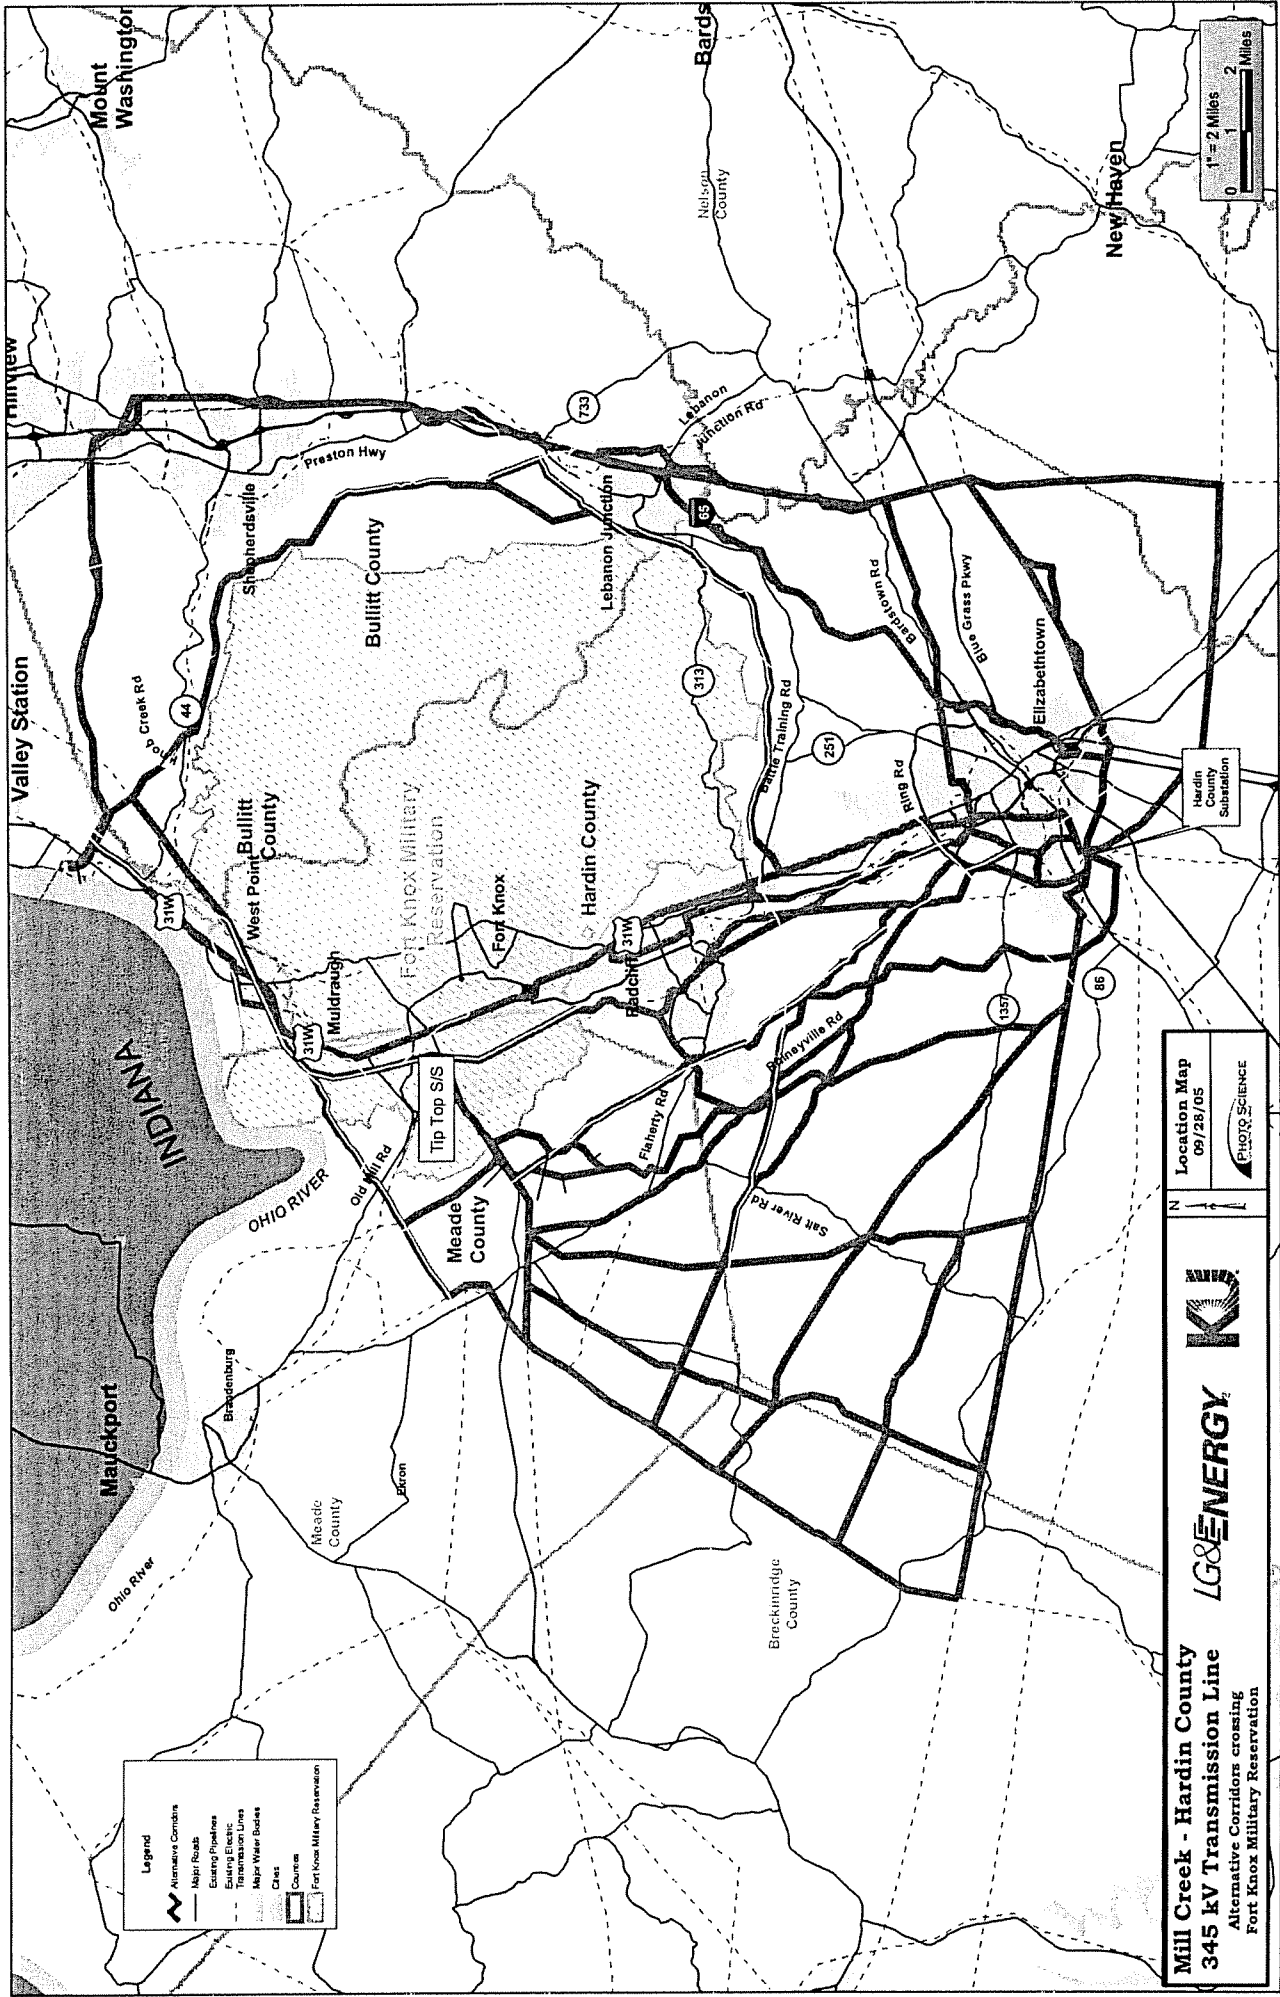 Valley Station
Hillview
Mount
Washington
INDIANA
Mauckport
OHIO RIVER
Ohio River
Brandenburg
Ekron
Meade
County
Meade
County
Breckinridge
County
31W
44
West Point
Bullitt
County
Shepherdsville
Preston Hwy
Bullitt County
Muldraugh
31W
Tip Top S/S
Old Mill Rd
Fort Knox Military
Reservation
Fort Knox
Hardin County
31W
Radcliff
Flaherty Rd
Salt River Rd
Lebanon Junction
Lebanon
Junction Rd
733
65
313
Battle Training Rd
251
Ring Rd
Bardstown Rd
Blue Grass Pkwy
Elizabethtown
1357
86
Hardin
County
Substation
Nelson
County
Bards
New Haven
1" = 2 Miles
0 1 2
Miles
Legend
Alternative Corridors
Major Roads
Existing Pipelines
Existing Electric
Transmission Lines
Major Water Bodies
Cities
Counties
Fort Knox Military Reservation
Mill Creek - Hardin County
345 kV Transmission Line
Alternative Corridors crossing
Fort Knox Military Reservation
LG&E ENERGY
KU
N
Location Map
09/28/05
PHOTO SCIENCE